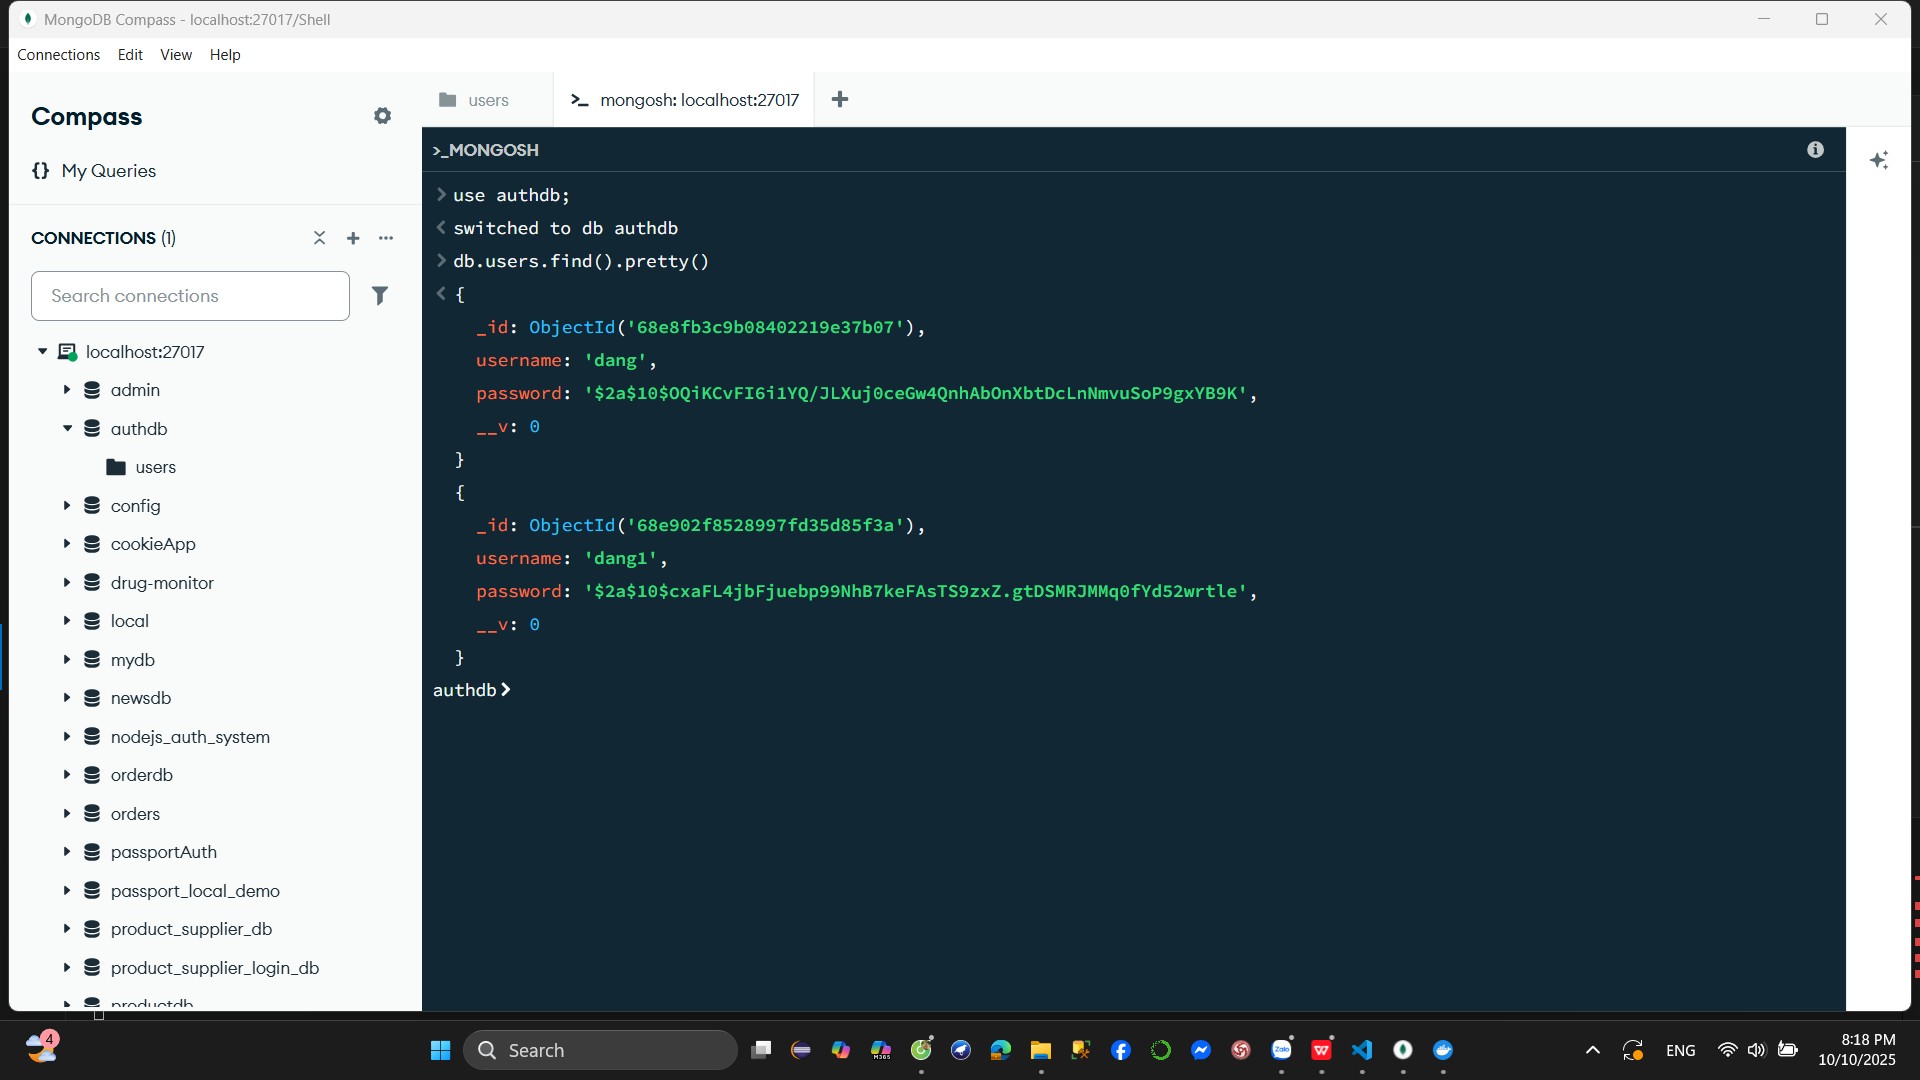 MongoDB Compass - localhost:27017/Shell
Connections Edit View Help
Compass
{} My Queries
CONNECTIONS (1)
Search connections
localhost:27017
admin
authdb
users
config
cookieApp
drug-monitor
local
mydb
newsdb
nodejs_auth_system
orderdb
orders
passportAuth
passport_local_demo
product_supplier_db
product_supplier_login_db
productdb
users
>_ mongosh: localhost:27017
>_MONGOSH
> use authdb;
< switched to db authdb
> db.users.find().pretty()
< {
_id: ObjectId('68e8fb3c9b08402219e37b07'),
username: 'dang',
password: '$2a$10$OQiKCvFI6i1YQ/JLXuj0ceGw4QnhAbOnXbtDcLnNmvuSoP9gxYB9K',
__v: 0
}
{
_id: ObjectId('68e902f8528997fd35d85f3a'),
username: 'dang1',
password: '$2a$10$cxaFL4jbFjuebp99NhB7keFAsTS9zxZ.gtDSMRJMMq0fYd52wrtle',
__v: 0
}
authdb>
4
Search
M365
Zalo
W
ENG
8:18 PM
10/10/2025